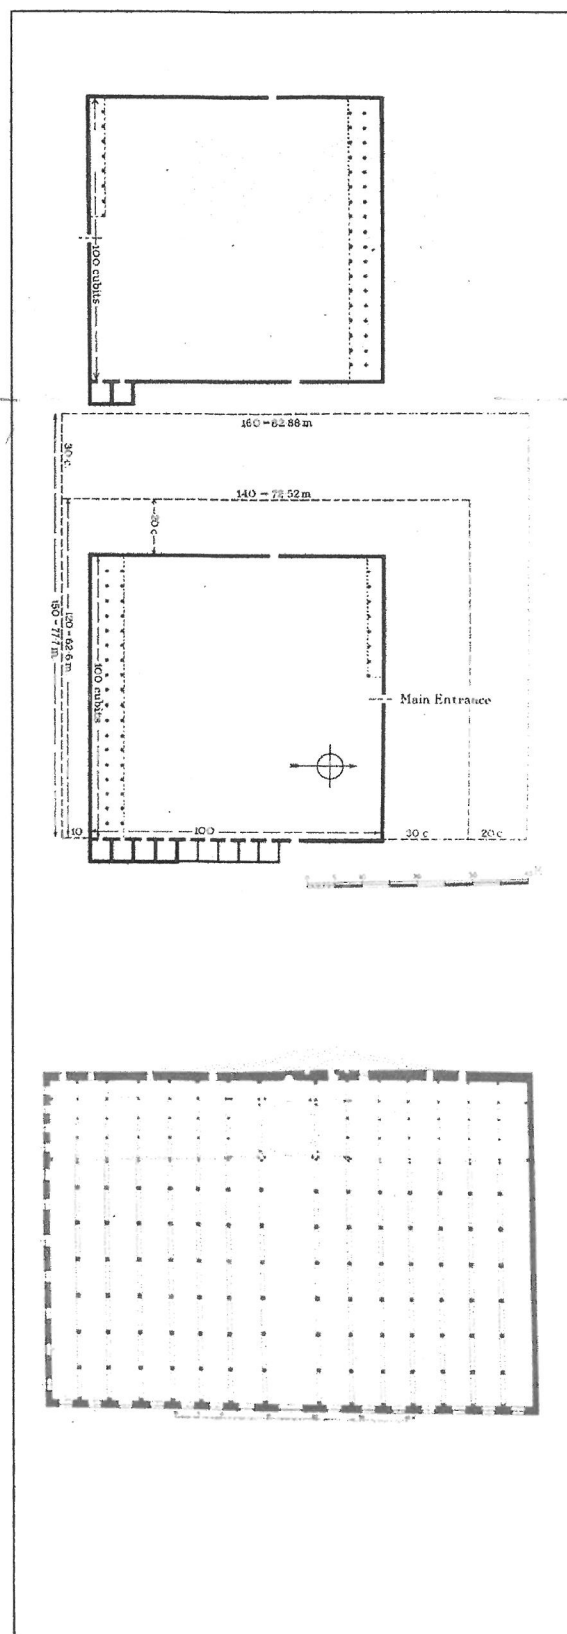 100 cubits
160 - 82.88 m
30 c.
140 - 72.52 m
20 c
150 - 77.7 m.
120 - 62.6 m
100 cubits
Main Entrance
10
100
30 c
20 c